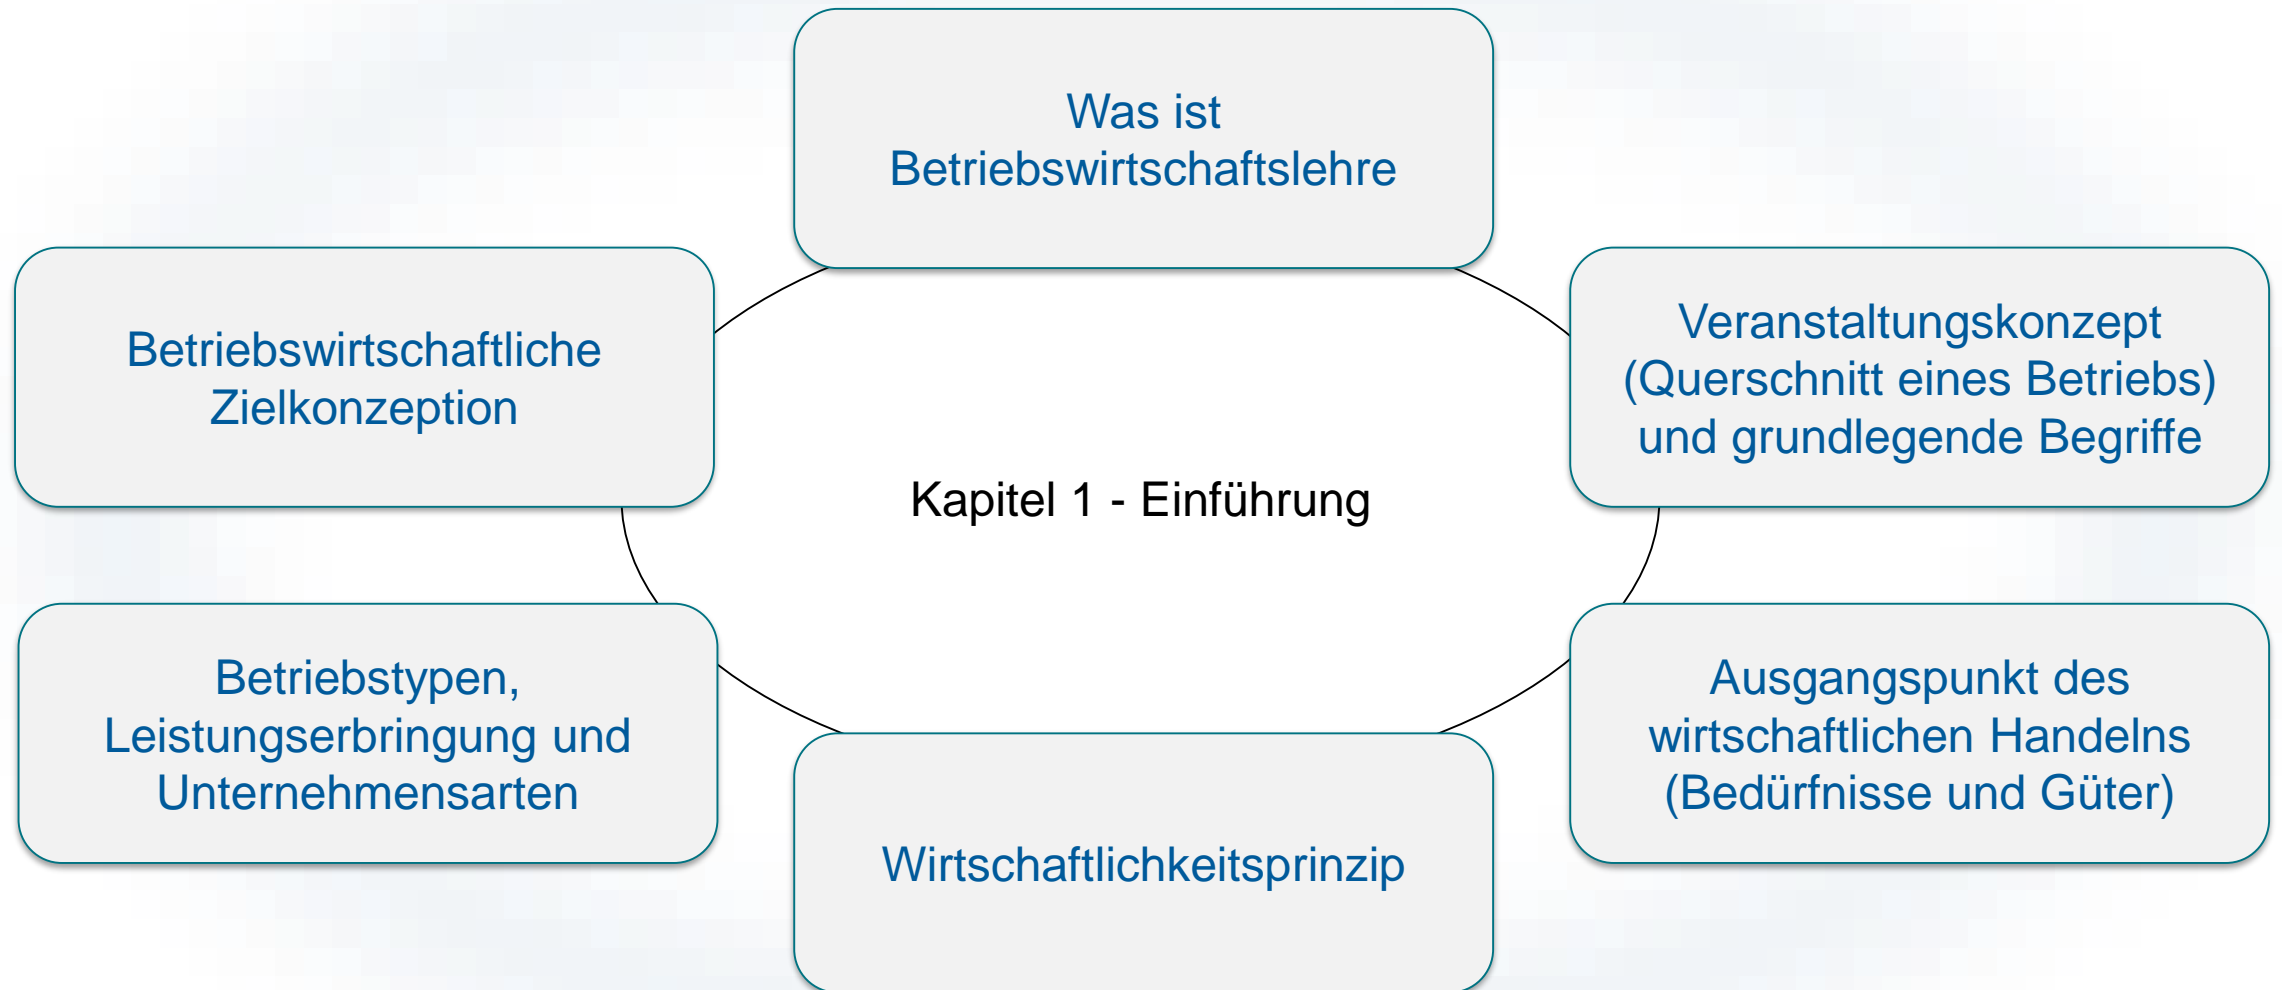 Was ist
Betriebswirtschaftslehre
Veranstaltungskonzept
(Querschnitt eines Betriebs)
und grundlegende Begriffe
Ausgangspunkt des
wirtschaftlichen Handelns
(Bedürfnisse und Güter)
Wirtschaftlichkeitsprinzip
Betriebstypen,
Leistungserbringung und
Unternehmensarten
Betriebswirtschaftliche
Zielkonzeption
Kapitel 1 - Einführung